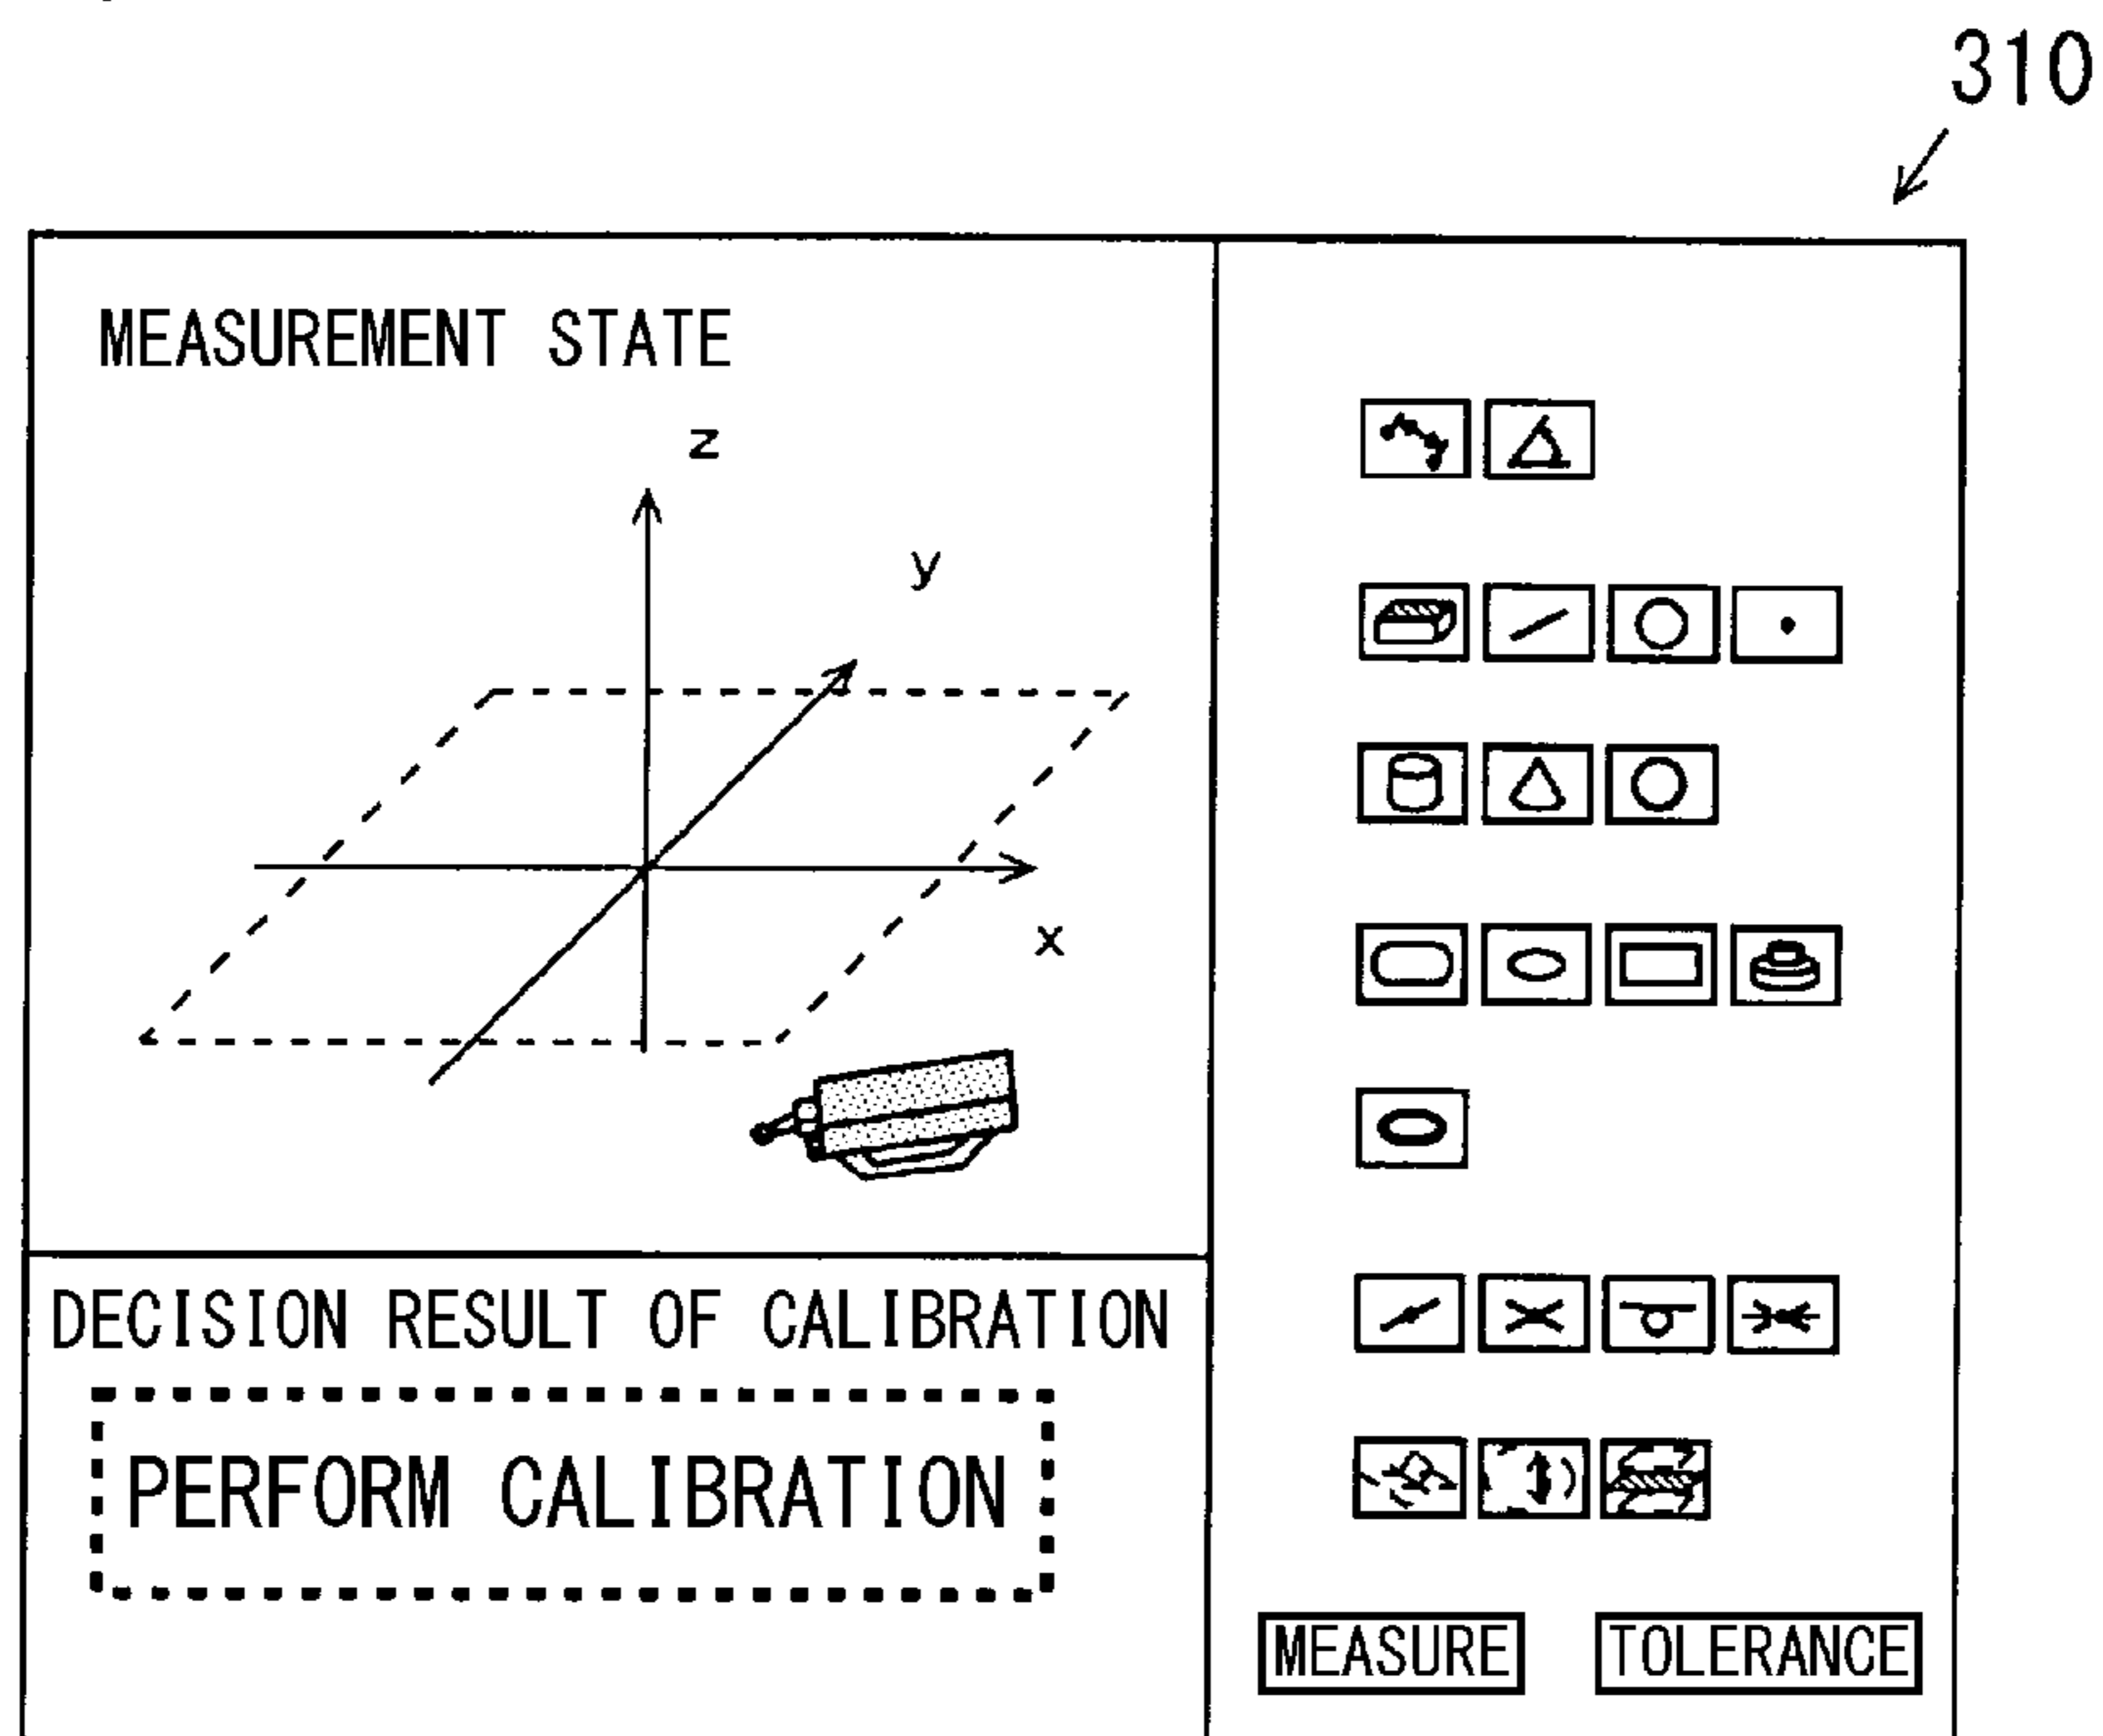 310
MEASUREMENT STATE
z
y
x
DECISION RESULT OF CALIBRATION
PERFORM CALIBRATION
MEASURE TOLERANCE